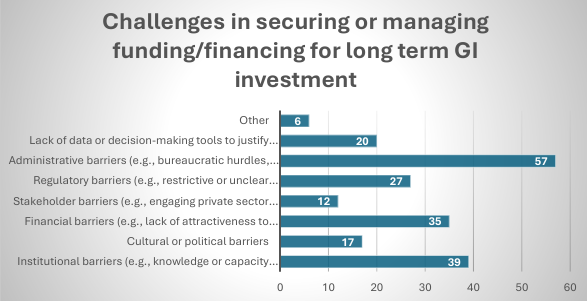 Challenges in securing or managing
funding/financing for long term GI
investment
Other 6
Lack of data or decision-making tools to justify... 20
Administrative barriers (e.g., bureaucratic hurdles,... 57
Regulatory barriers (e.g., restrictive or unclear... 27
Stakeholder barriers (e.g., engaging private sector... 12
Financial barriers (e.g., lack of attractiveness to... 35
Cultural or political barriers 17
Institutional barriers (e.g., knowledge or capacity... 39
0 10 20 30 40 50 60